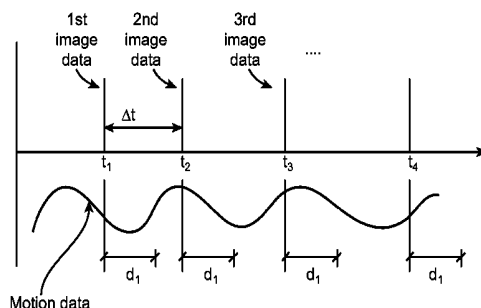 1st
image
data
2nd
image
data
3rd
image
data
....
Δt
t1
t2
t3
t4
d1
d1
d1
d1
Motion data